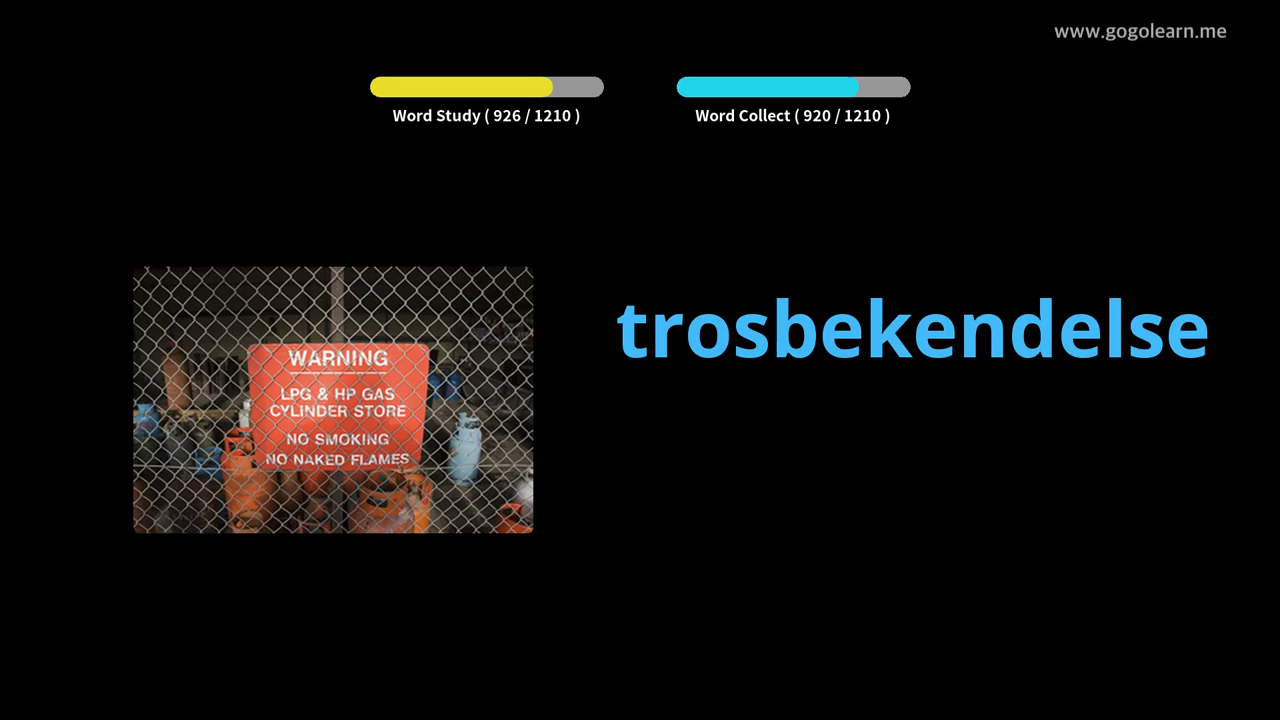 www.gogolearn.me
Word Study ( 926 / 1210 )
Word Collect ( 920 / 1210 )
trosbekendelse
WARNING
LPG & HP GAS
CYLINDER STORE
NO SMOKING
NO NAKED FLAMES